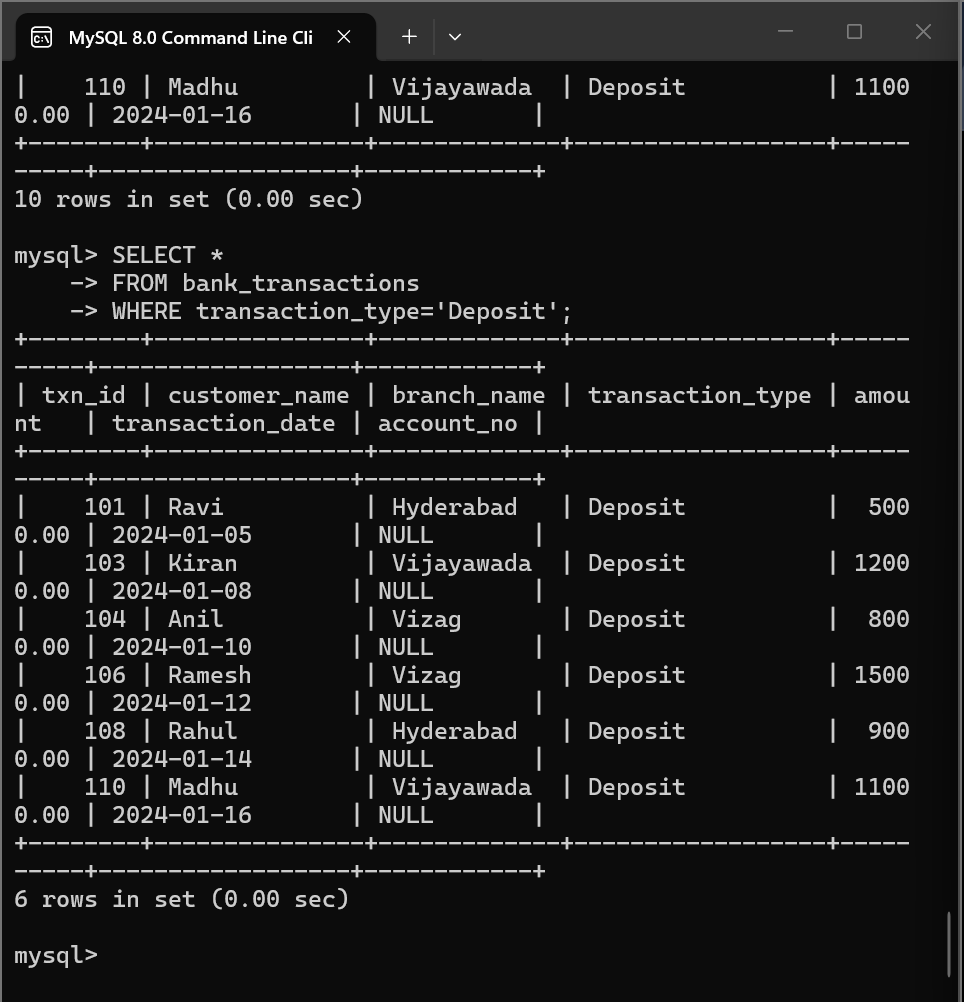 MySQL 8.0 Command Line Cli
|    110 | Madhu         | Vijayawada  | Deposit          | 1100
0.00 | 2024-01-16       | NULL       |
+--------+---------------+-------------+------------------+-----
-----+------------------+------------+
10 rows in set (0.00 sec)
mysql> SELECT *
    -> FROM bank_transactions
    -> WHERE transaction_type='Deposit';
+--------+---------------+-------------+------------------+-----
-----+------------------+------------+
| txn_id | customer_name | branch_name | transaction_type | amou
nt   | transaction_date | account_no |
+--------+---------------+-------------+------------------+-----
-----+------------------+------------+
|    101 | Ravi          | Hyderabad   | Deposit          |  500
0.00 | 2024-01-05       | NULL       |
|    103 | Kiran         | Vijayawada  | Deposit          | 1200
0.00 | 2024-01-08       | NULL       |
|    104 | Anil          | Vizag       | Deposit          |  800
0.00 | 2024-01-10       | NULL       |
|    106 | Ramesh        | Vizag       | Deposit          | 1500
0.00 | 2024-01-12       | NULL       |
|    108 | Rahul         | Hyderabad   | Deposit          |  900
0.00 | 2024-01-14       | NULL       |
|    110 | Madhu         | Vijayawada  | Deposit          | 1100
0.00 | 2024-01-16       | NULL       |
+--------+---------------+-------------+------------------+-----
-----+------------------+------------+
6 rows in set (0.00 sec)
mysql>